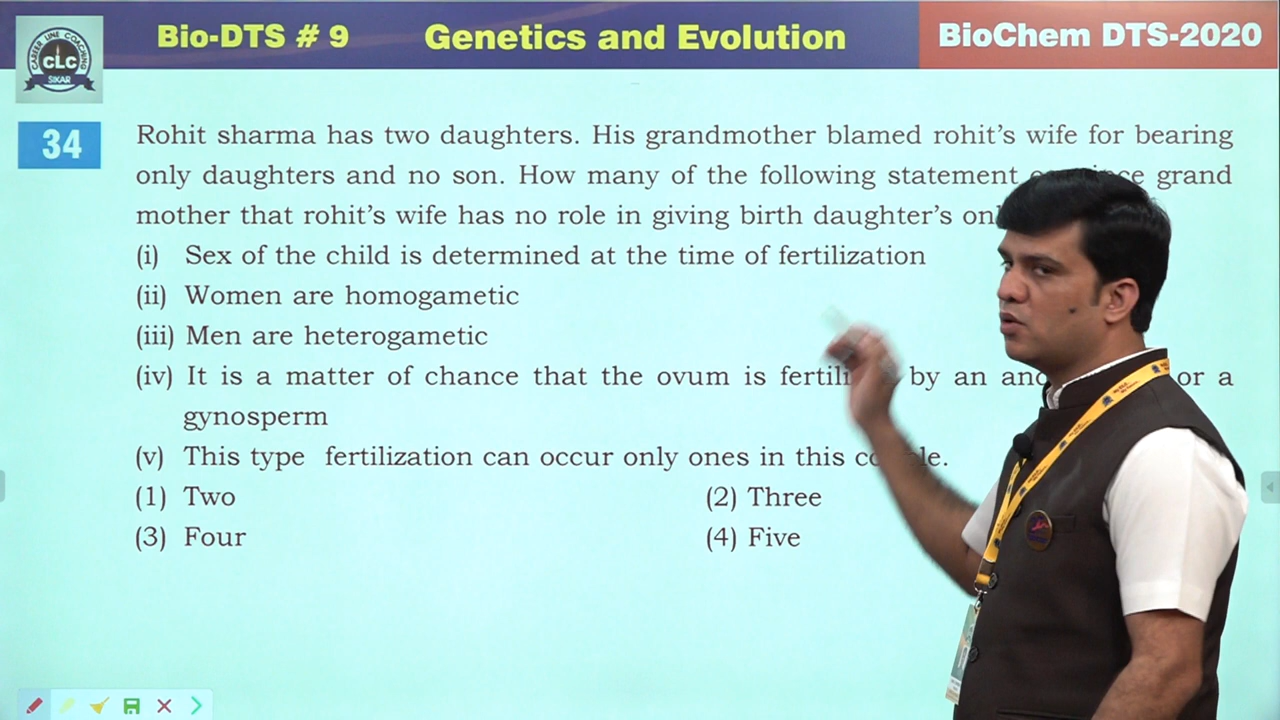 CAREER LINE COACHING
CLC
SIKAR
Bio-DTS # 9
Genetics and Evolution
BioChem DTS-2020
34
Rohit sharma has two daughters. His grandmother blamed rohit's wife for bearing
only daughters and no son. How many of the following statement grand
mother that rohit's wife has no role in giving birth daughter's
(i) Sex of the child is determined at the time of fertilization
(ii) Women are homogametic
(iii) Men are heterogametic
(iv) It is a matter of chance that the ovum is by an or a
gynosperm
(v) This type fertilization can occur only ones in this
(1) Two
(2) Three
(3) Four
(4) Five